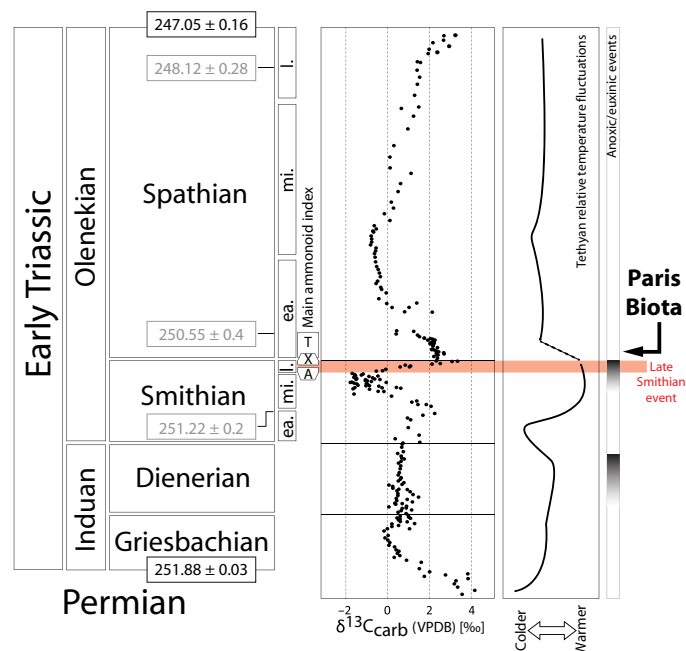 Early Triassic
Olenekian
Induan
247.05 ± 0.16
248.12 ± 0.28
Spathian
250.55 ± 0.4
Smithian
251.22 ± 0.2
Dienerian
Griesbachian
251.88 ± 0.03
Permian
l.
mi.
ea.
l.
mi.
ea.
Main ammonoid index
T
X
A
−2 0 2 4
δ13Ccarb (VPDB) [‰]
Tethyan relative temperature fluctuations
Colder
Warmer
Anoxic/euxinic events
Paris
Biota
Late
Smithian
event